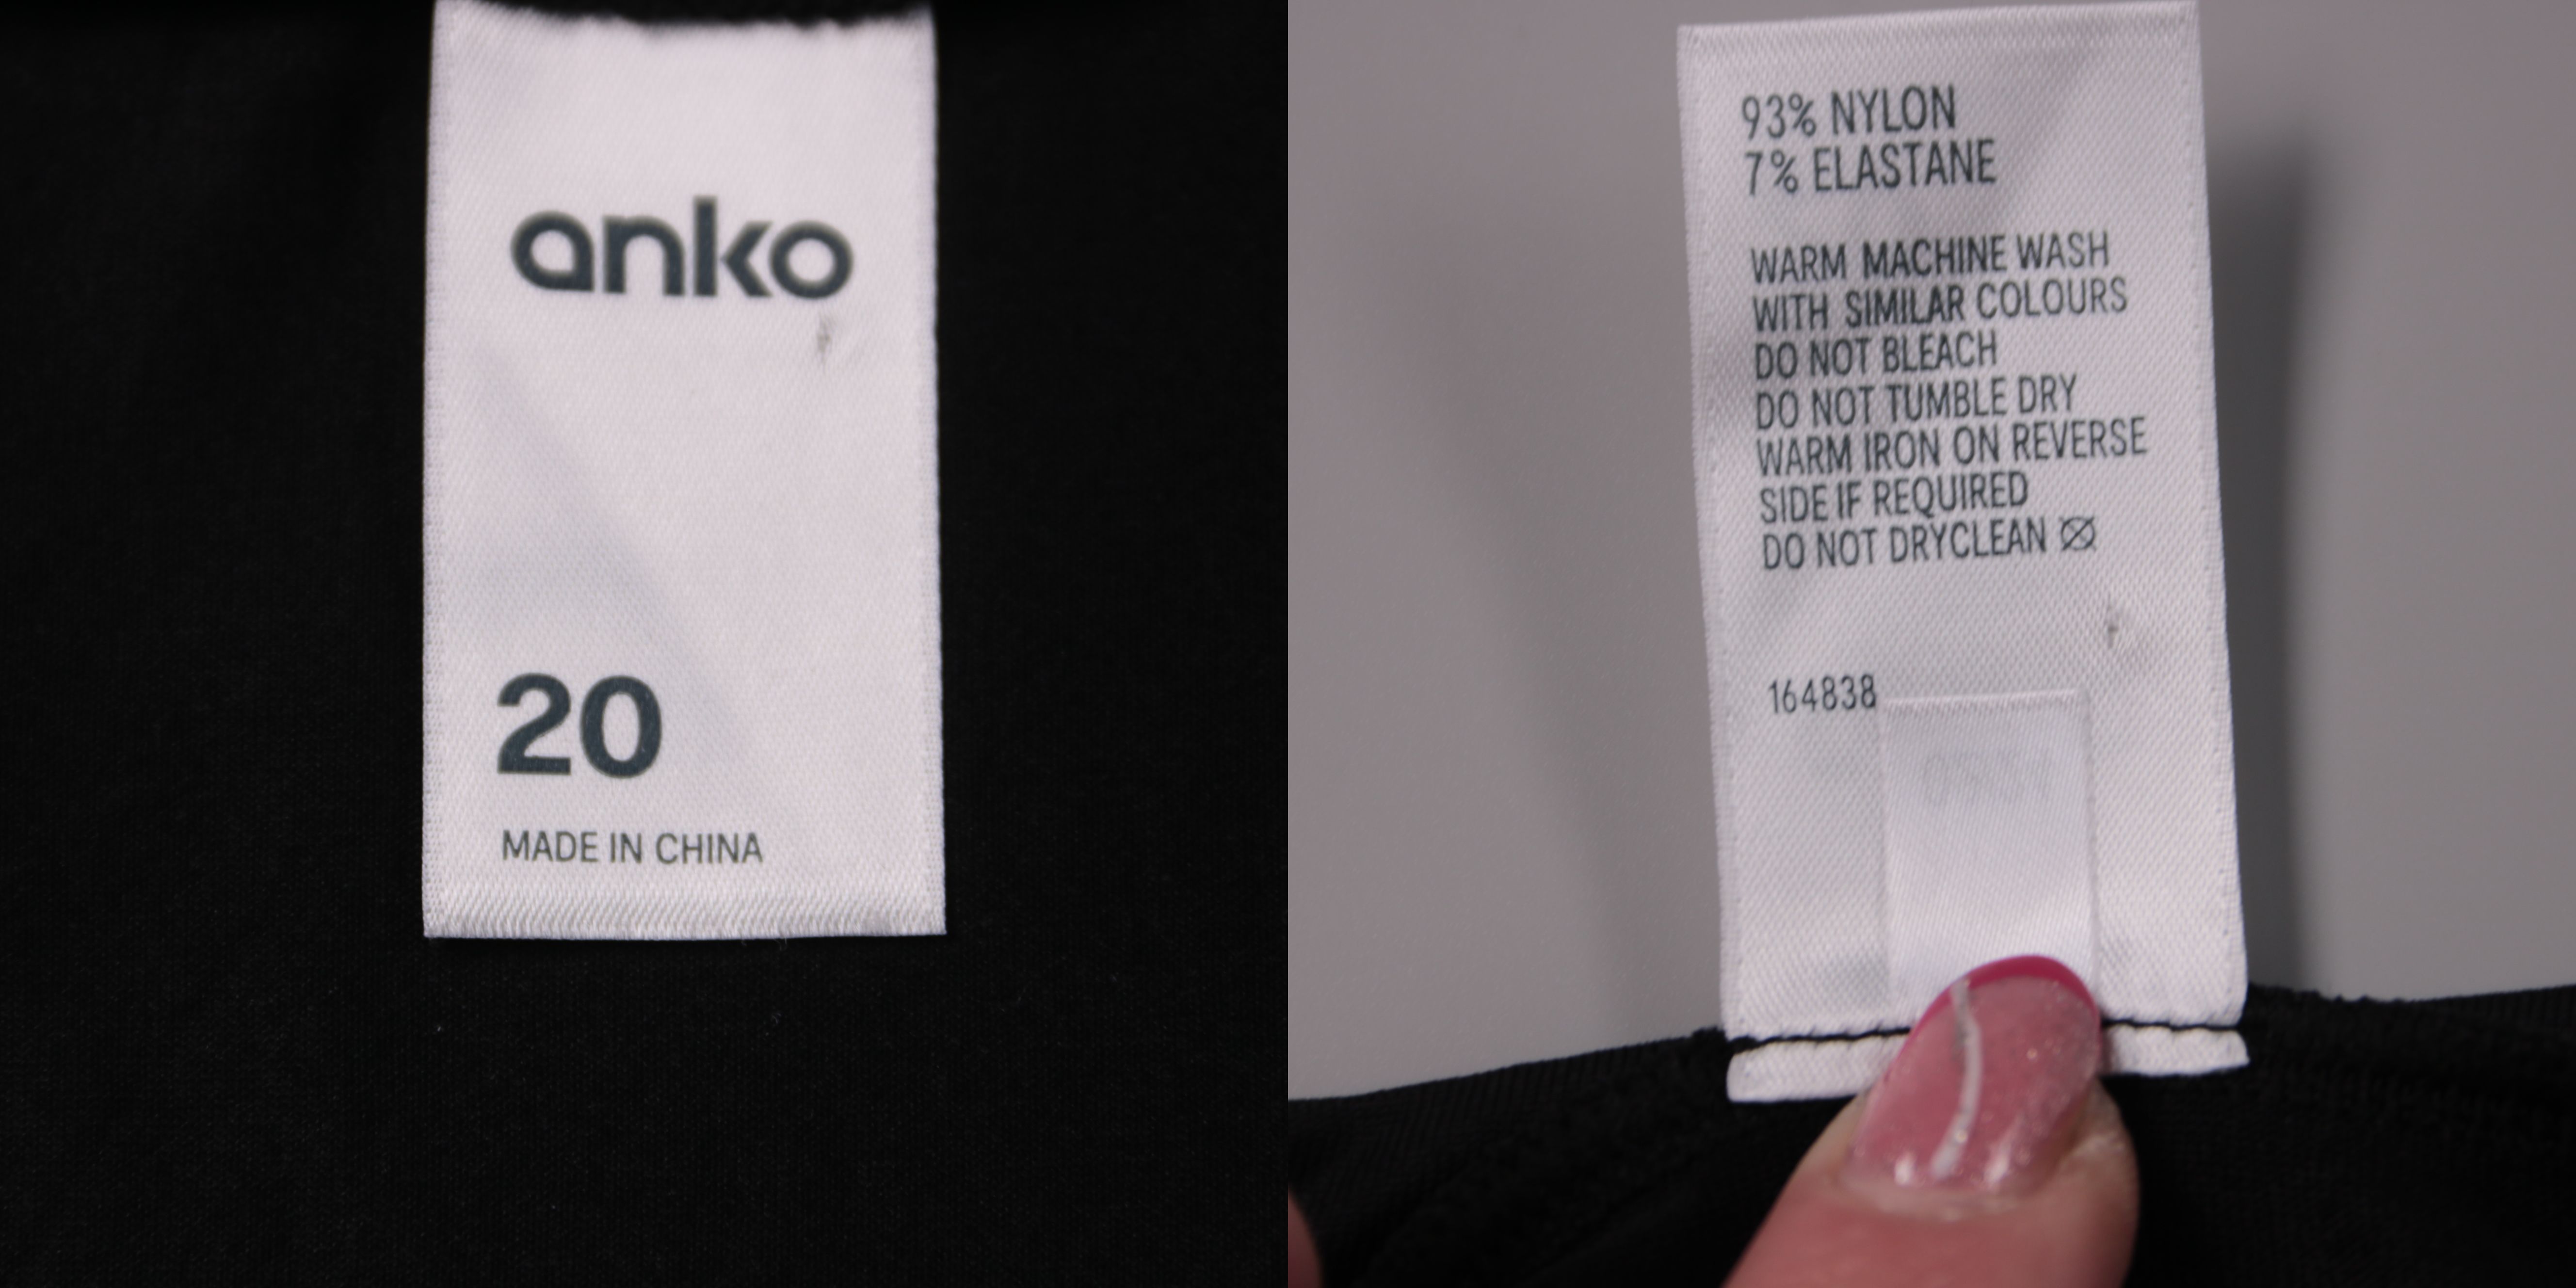 anko
20
MADE IN CHINA
93% NYLON
7% ELASTANE
WARM MACHINE WASH
WITH SIMILAR COLOURS
DO NOT BLEACH
DO NOT TUMBLE DRY
WARM IRON ON REVERSE
SIDE IF REQUIRED
DO NOT DRYCLEAN
164838